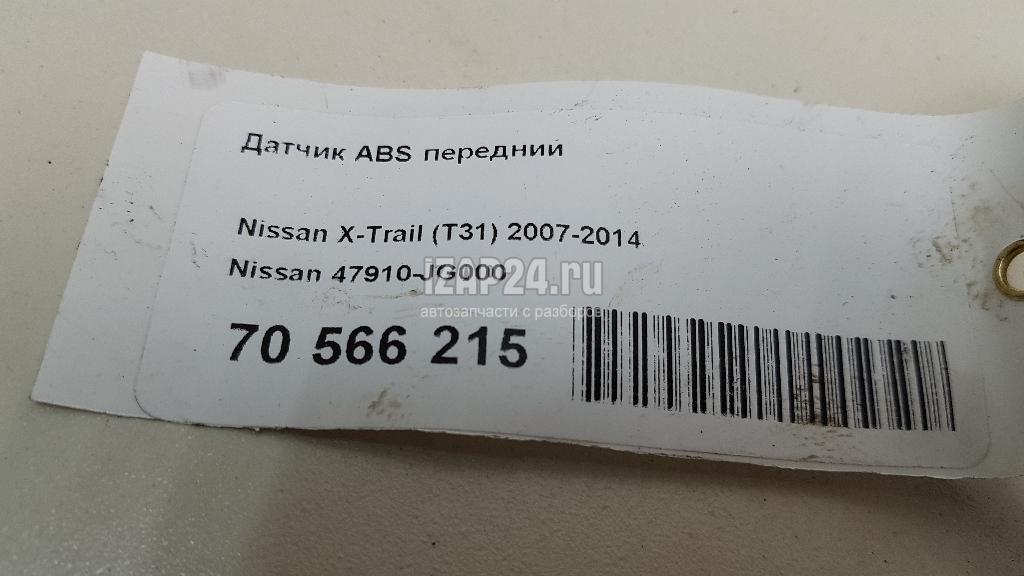 Датчик ABS передний
Nissan X-Trail (T31) 2007-2014
Nissan 47910-JG000
iZAP24.ru
автозапчасти с разборов
70 566 215